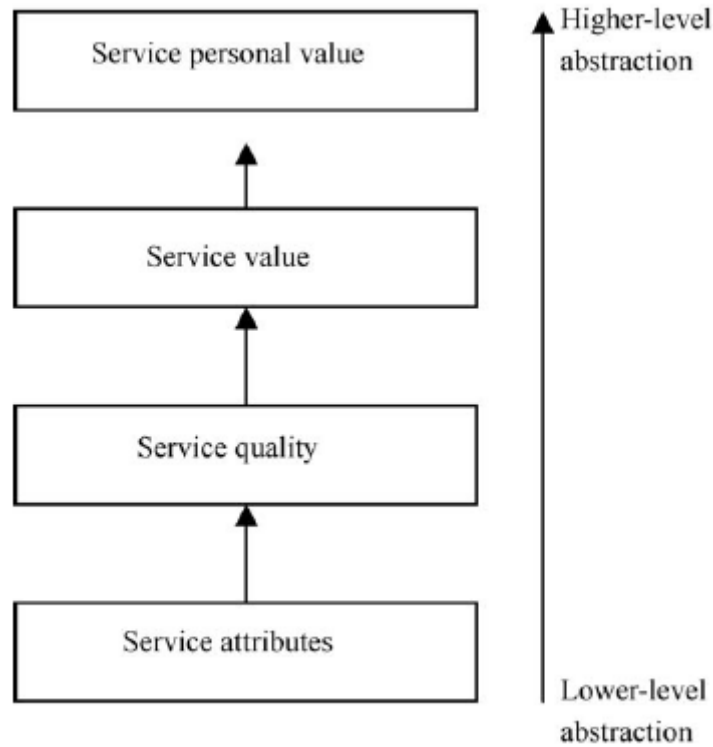 Service personal value
Higher-level
abstraction
Service value
Service quality
Service attributes
Lower-level
abstraction